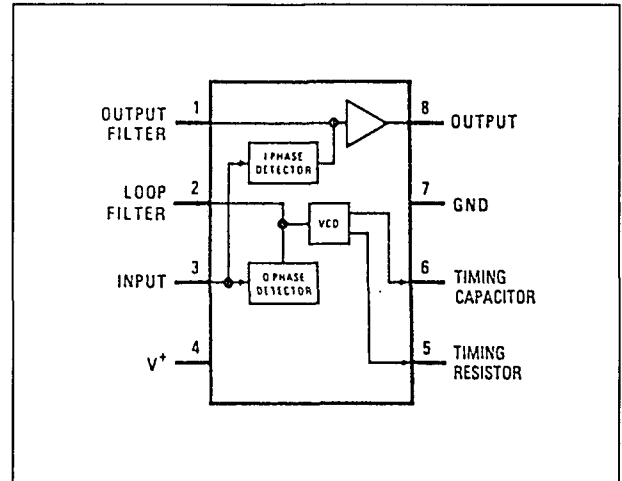 OUTPUT
FILTER
1
I PHASE
DETECTOR
8
OUTPUT
LOOP
FILTER
2
VCO
7
GND
INPUT
3
Q PHASE
DETECTOR
6
TIMING
CAPACITOR
V+
4
5
TIMING
RESISTOR